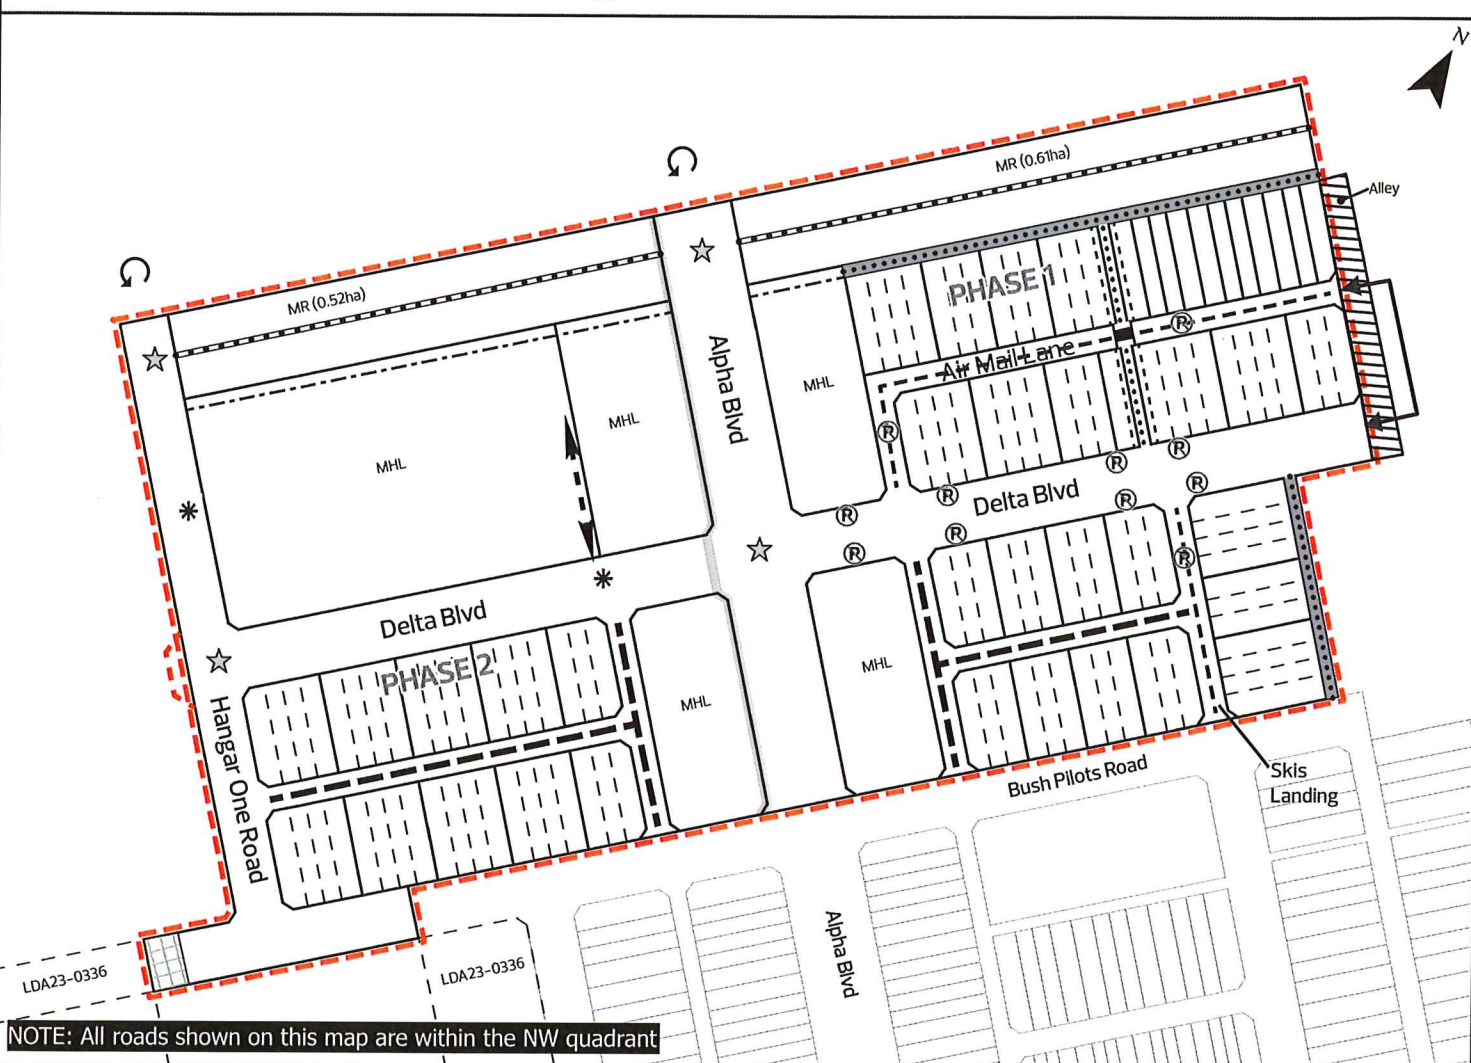 N
MR (0.61ha)
Alley
MR (0.52ha)
PHASE 1
Alpha Blvd
Air Mail Lane
MHL
R
MHL
MHL
R
R
R
R
Delta Blvd
R
R
R
R
R
R
Delta Blvd
PHASE 2
MHL
MHL
Hangar One Road
Bush Pilots Road
Skis
Landing
Alpha Blvd
LDA23-0336
LDA23-0336
NOTE: All roads shown on this map are within the NW quadrant